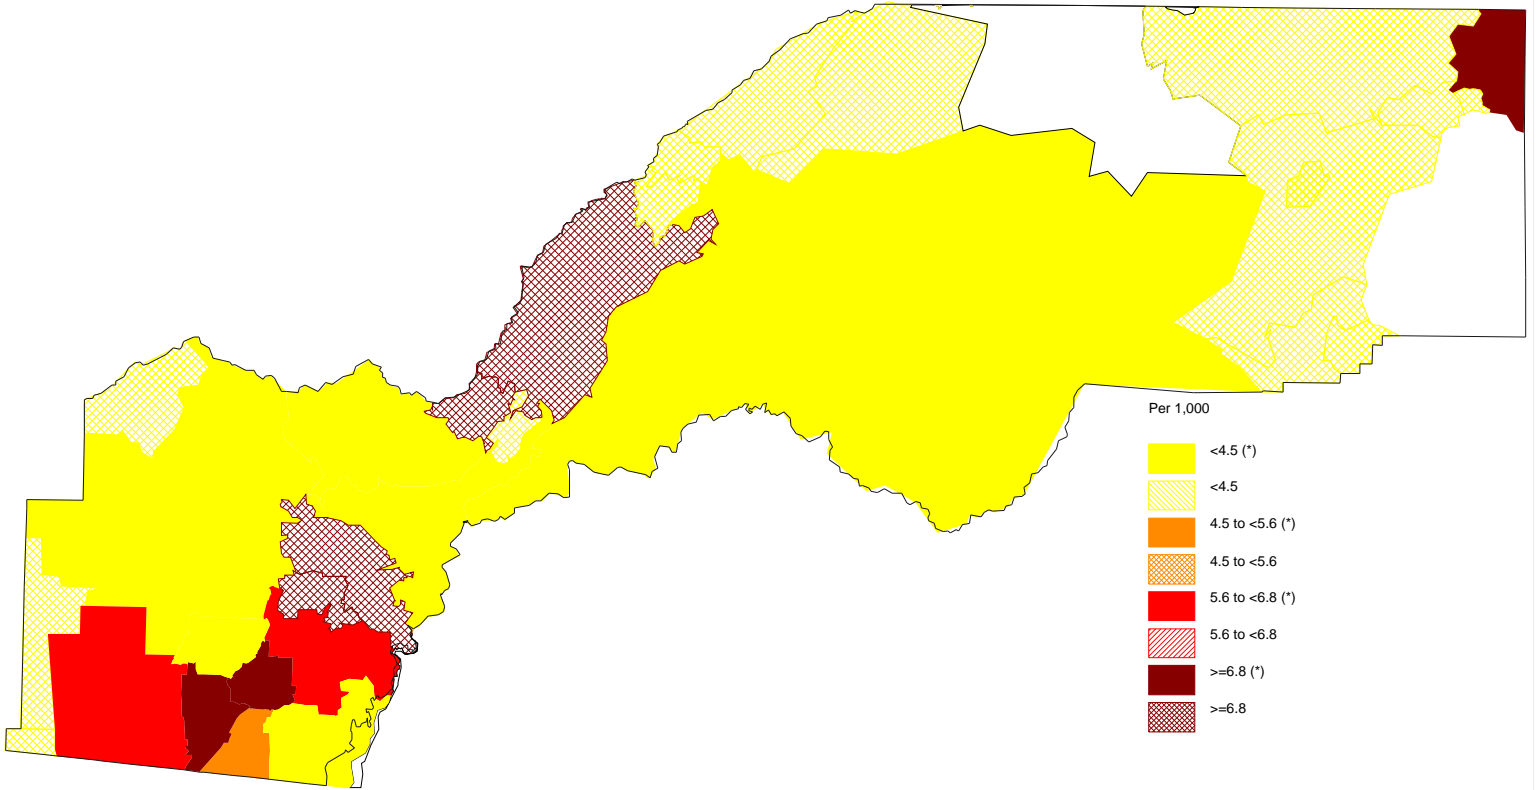 Per 1,000
<4.5 (*)
<4.5
4.5 to <5.6 (*)
4.5 to <5.6
5.6 to <6.8 (*)
5.6 to <6.8
>=6.8 (*)
>=6.8